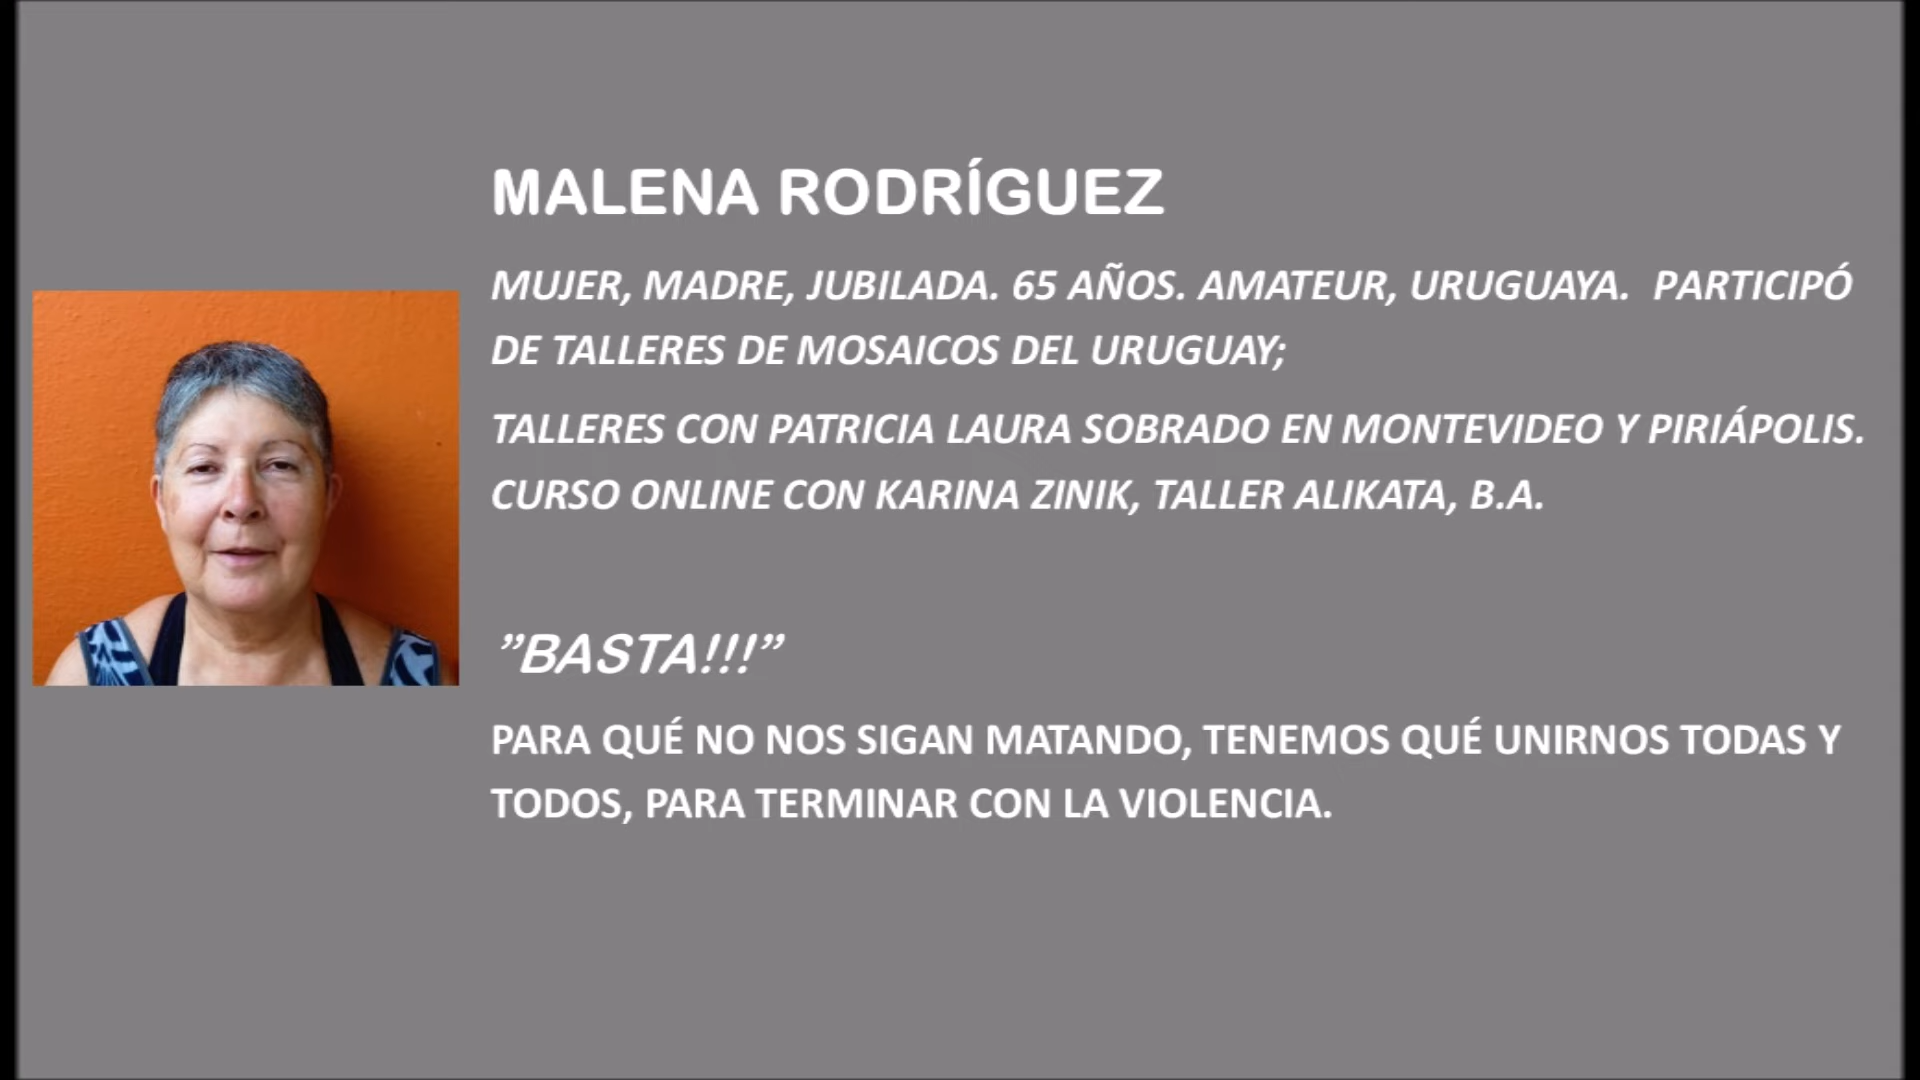 MALENA RODRÍGUEZ
MUJER, MADRE, JUBILADA. 65 AÑOS. AMATEUR, URUGUAYA.  PARTICIPÓ
DE TALLERES DE MOSAICOS DEL URUGUAY;
TALLERES CON PATRICIA LAURA SOBRADO EN MONTEVIDEO Y PIRIÁPOLIS.
CURSO ONLINE CON KARINA ZINIK, TALLER ALIKATA, B.A.
”BASTA!!!”
PARA QUÉ NO NOS SIGAN MATANDO, TENEMOS QUÉ UNIRNOS TODAS Y
TODOS, PARA TERMINAR CON LA VIOLENCIA.